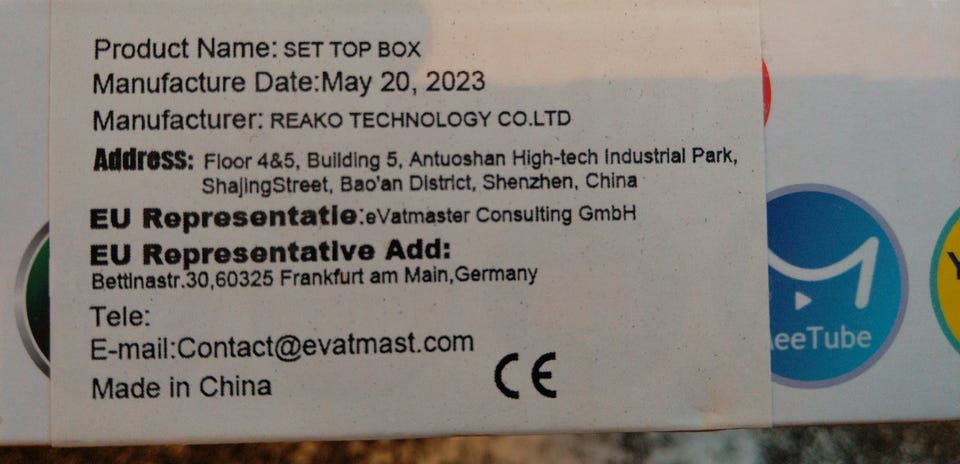 Product Name: SET TOP BOX
Manufacture Date:May 20, 2023
Manufacturer: REAKO TECHNOLOGY CO.LTD
Address: Floor 4&5, Building 5, Antuoshan High-tech Industrial Park,
ShajingStreet, Bao'an District, Shenzhen, China
EU Representatie:eVatmaster Consulting GmbH
EU Representative Add:
Bettinastr.30,60325 Frankfurt am Main,Germany
Tele:
E-mail:Contact@evatmast.com
Made in China
CE
eeTube
Y